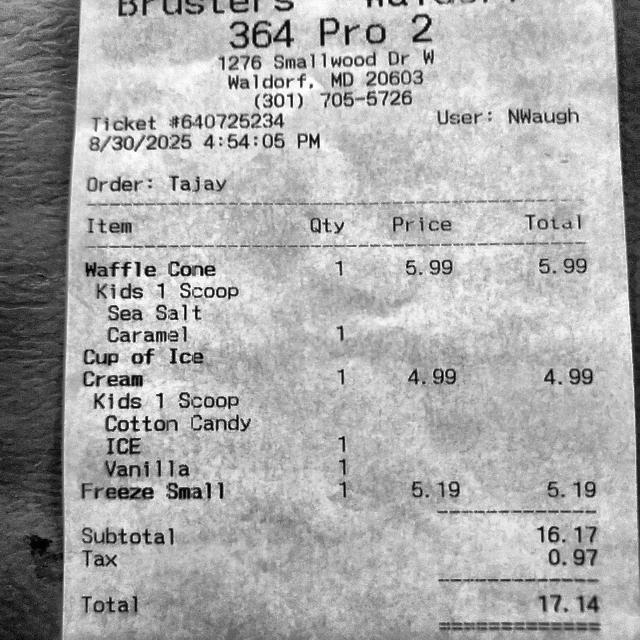 Brusters Waldorf
364 Pro 2
1276 Smallwood Dr W
Waldorf, MD 20603
(301) 705-5726
Ticket #640725234 User: NWaugh
8/30/2025 4:54:05 PM
Order: Tajay
Item Qty Price Total
Waffle Cone 1 5.99 5.99
Kids 1 Scoop
Sea Salt
Caramel 1
Cup of Ice
Cream 1 4.99 4.99
Kids 1 Scoop
Cotton Candy
ICE 1
Vanilla 1
Freeze Small 1 5.19 5.19
Subtotal 16.17
Tax 0.97
Total 17.14